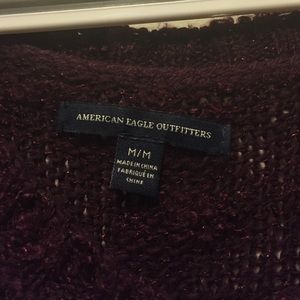 AMERICAN EAGLE OUTFITTERS
M/M
MADE IN CHINA
FABRIQUÉ EN
CHINE